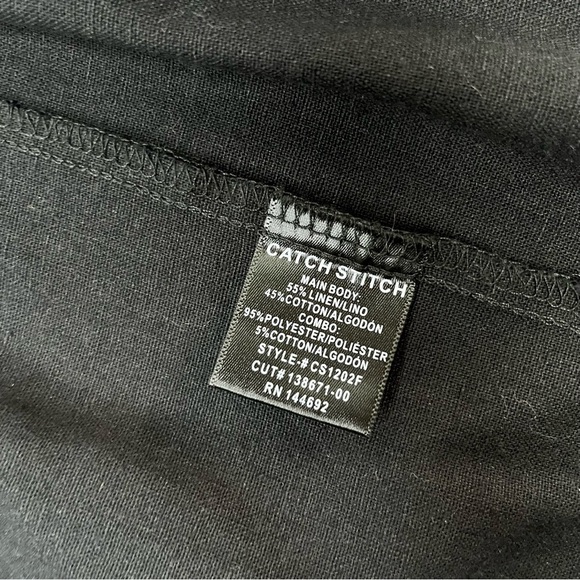 CATCH STITCH
MAIN BODY:
55% LINEN/LINO
45%COTTON/ALGODÓN
COMBO:
95%POLYESTER/POLIÉSTER
5%COTTON/ALGODÓN
STYLE-# CS1202F
CUT# 138671-00
RN 144692